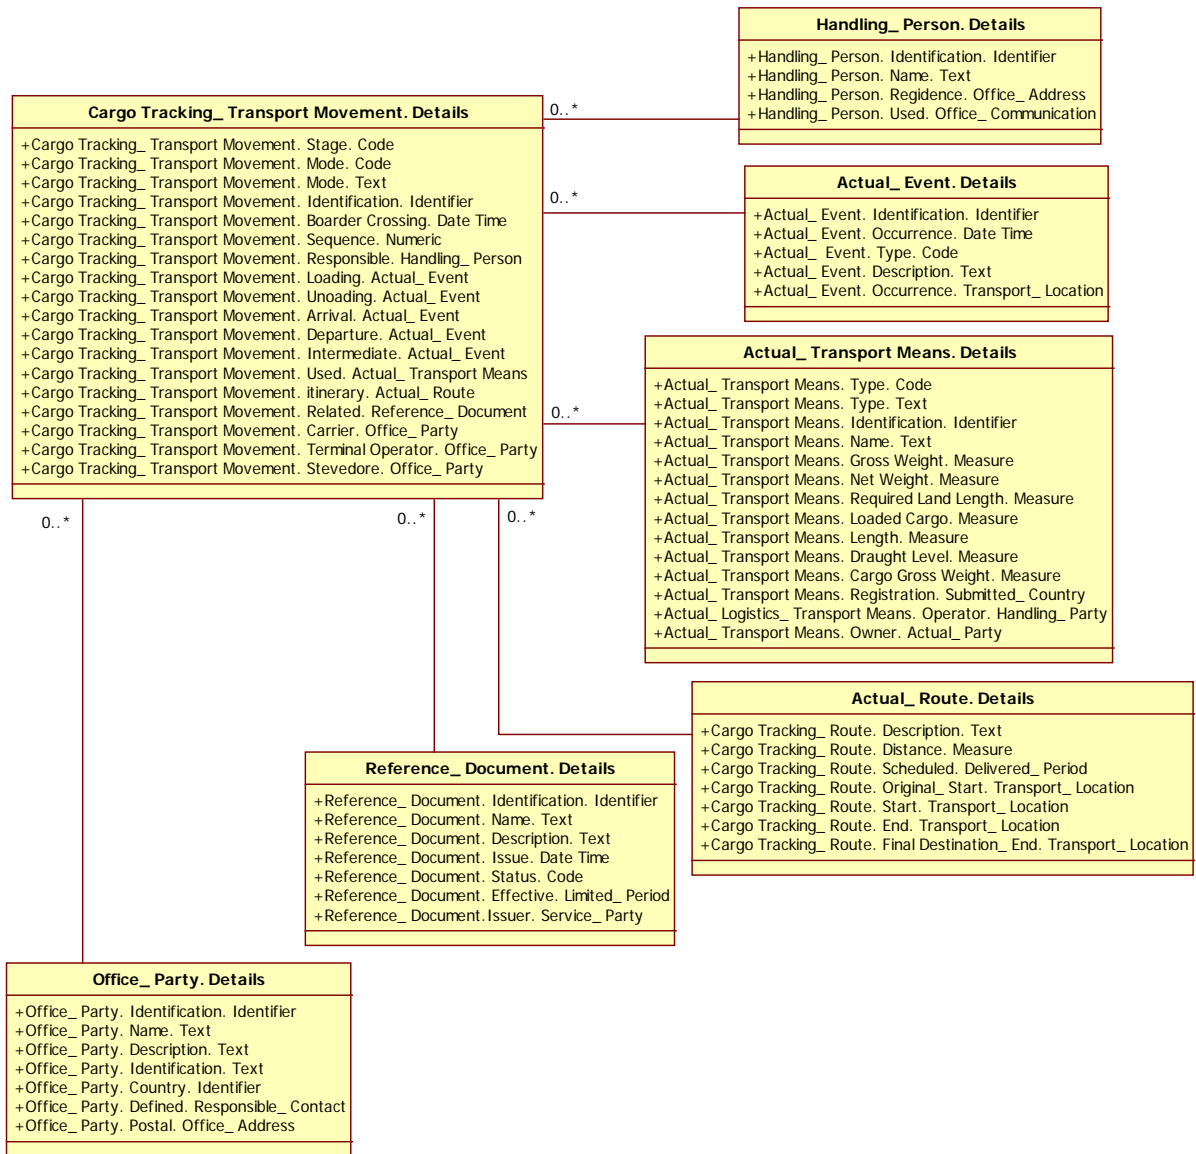 Handling_ Person. Details
+Handling_ Person. Identification. Identifier
+Handling_ Person. Name. Text
+Handling_ Person. Regidence. Office_ Address
+Handling_ Person. Used. Office_ Communication
Cargo Tracking_ Transport Movement. Details
+Cargo Tracking_ Transport Movement. Stage. Code
+Cargo Tracking_ Transport Movement. Mode. Code
+Cargo Tracking_ Transport Movement. Mode. Text
+Cargo Tracking_ Transport Movement. Identification. Identifier
+Cargo Tracking_ Transport Movement. Boarder Crossing. Date Time
+Cargo Tracking_ Transport Movement. Sequence. Numeric
+Cargo Tracking_ Transport Movement. Responsible. Handling_ Person
+Cargo Tracking_ Transport Movement. Loading. Actual_ Event
+Cargo Tracking_ Transport Movement. Unoading. Actual_ Event
+Cargo Tracking_ Transport Movement. Arrival. Actual_ Event
+Cargo Tracking_ Transport Movement. Departure. Actual_ Event
+Cargo Tracking_ Transport Movement. Intermediate. Actual_ Event
+Cargo Tracking_ Transport Movement. Used. Actual_ Transport Means
+Cargo Tracking_ Transport Movement. itinerary. Actual_ Route
+Cargo Tracking_ Transport Movement. Related. Reference_ Document
+Cargo Tracking_ Transport Movement. Carrier. Office_ Party
+Cargo Tracking_ Transport Movement. Terminal Operator. Office_ Party
+Cargo Tracking_ Transport Movement. Stevedore. Office_ Party
0..*
0..*
0..*
0..*
0..*
0..*
Actual_ Event. Details
+Actual_ Event. Identification. Identifier
+Actual_ Event. Occurrence. Date Time
+Actual_ Event. Type. Code
+Actual_ Event. Description. Text
+Actual_ Event. Occurrence. Transport_ Location
Actual_ Transport Means. Details
+Actual_ Transport Means. Type. Code
+Actual_ Transport Means. Type. Text
+Actual_ Transport Means. Identification. Identifier
+Actual_ Transport Means. Name. Text
+Actual_ Transport Means. Gross Weight. Measure
+Actual_ Transport Means. Net Weight. Measure
+Actual_ Transport Means. Required Land Length. Measure
+Actual_ Transport Means. Loaded Cargo. Measure
+Actual_ Transport Means. Length. Measure
+Actual_ Transport Means. Draught Level. Measure
+Actual_ Transport Means. Cargo Gross Weight. Measure
+Actual_ Transport Means. Registration. Submitted_ Country
+Actual_ Logistics_ Transport Means. Operator. Handling_ Party
+Actual_ Transport Means. Owner. Actual_ Party
Actual_ Route. Details
+Cargo Tracking_ Route. Description. Text
+Cargo Tracking_ Route. Distance. Measure
+Cargo Tracking_ Route. Scheduled. Delivered_ Period
+Cargo Tracking_ Route. Original_ Start. Transport_ Location
+Cargo Tracking_ Route. Start. Transport_ Location
+Cargo Tracking_ Route. End. Transport_ Location
+Cargo Tracking_ Route. Final Destination_ End. Transport_ Location
Reference_ Document. Details
+Reference_ Document. Identification. Identifier
+Reference_ Document. Name. Text
+Reference_ Document. Description. Text
+Reference_ Document. Issue. Date Time
+Reference_ Document. Status. Code
+Reference_ Document. Effective. Limited_ Period
+Reference_ Document.Issuer. Service_ Party
Office_ Party. Details
+Office_ Party. Identification. Identifier
+Office_ Party. Name. Text
+Office_ Party. Description. Text
+Office_ Party. Identification. Text
+Office_ Party. Country. Identifier
+Office_ Party. Defined. Responsible_ Contact
+Office_ Party. Postal. Office_ Address